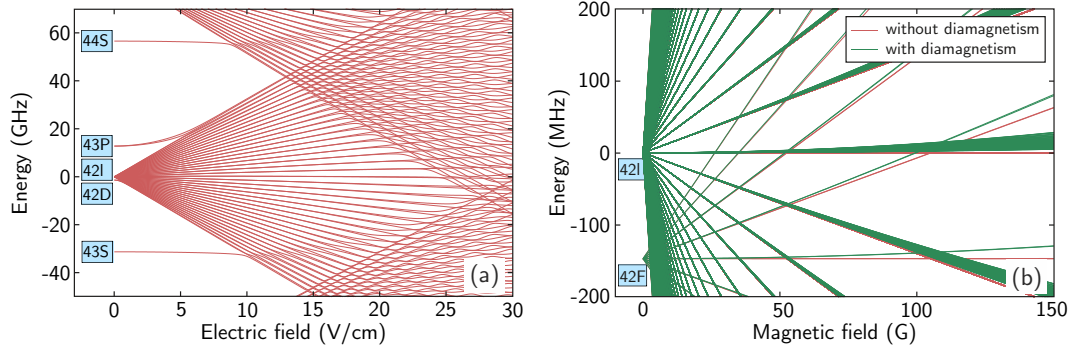 44S
43P
42I
42D
43S
60
40
20
0
-20
-40
0
5
10
15
20
25
30
Energy (GHz)
Electric field (V/cm)
(a)
without diamagnetism
with diamagnetism
42I
42F
200
100
0
-100
-200
0
50
100
150
Energy (MHz)
Magnetic field (G)
(b)